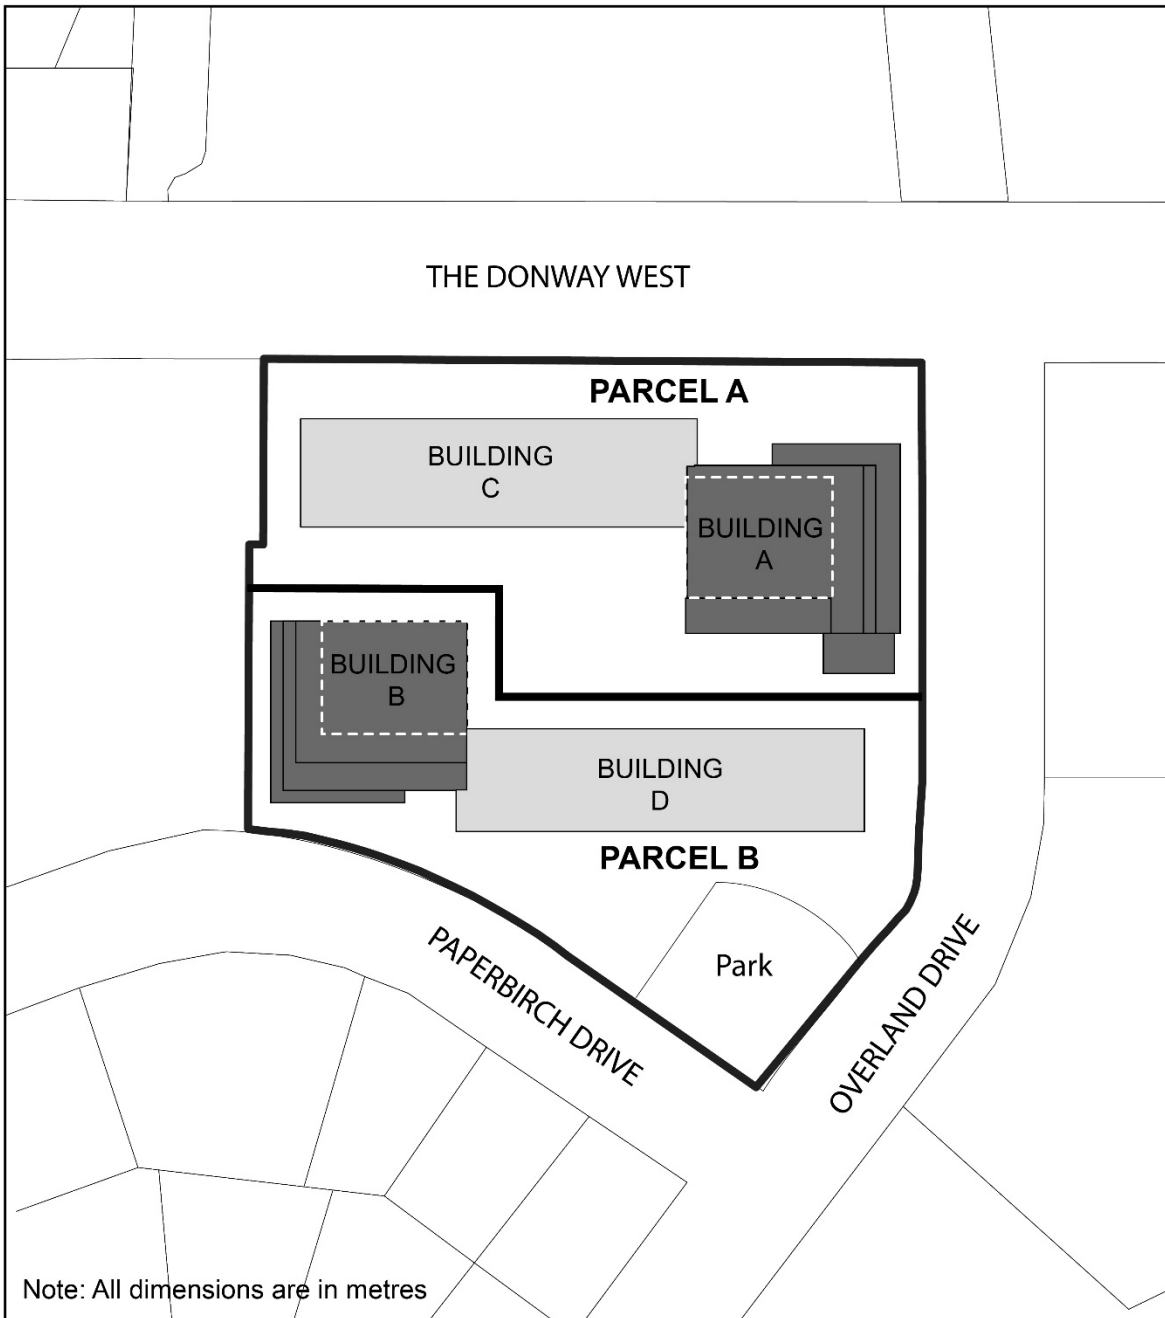 THE DONWAY WEST
PARCEL A
BUILDING
C
BUILDING
A
BUILDING
B
BUILDING
D
PARCEL B
Park
PAPERBIRCH DRIVE
OVERLAND DRIVE
Note: All dimensions are in metres